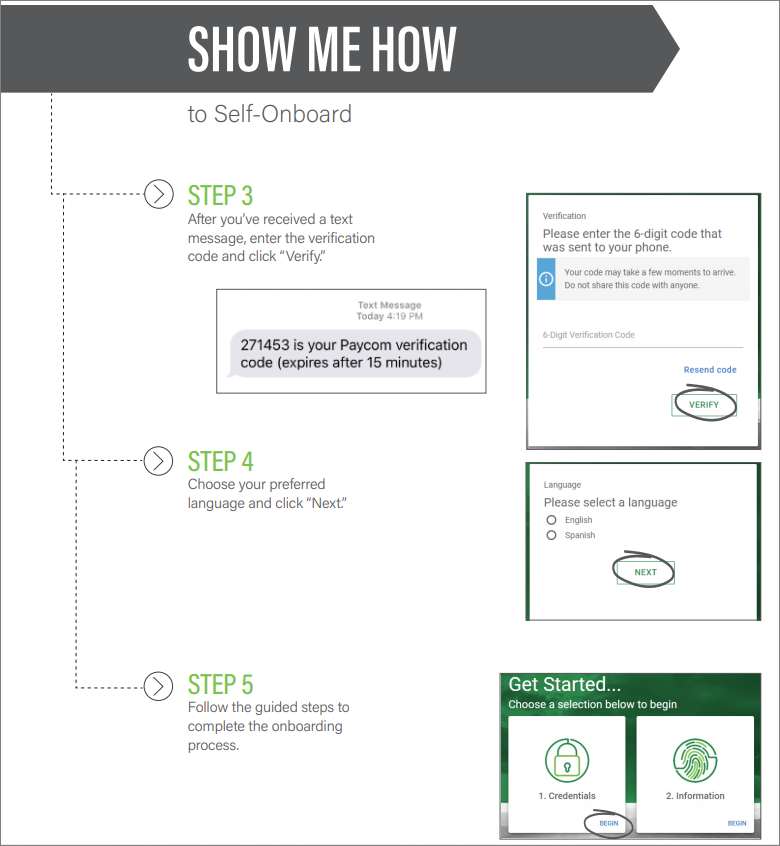 SHOW ME HOW
to Self-Onboard
STEP 3
After you’ve received a text
message, enter the verification
code and click “Verify.”
Text Message
Today 4:19 PM
271453 is your Paycom verification
code (expires after 15 minutes)
Verification
Please enter the 6-digit code that
was sent to your phone.
Your code may take a few moments to arrive.
Do not share this code with anyone.
6-Digit Verification Code
Resend code
VERIFY
STEP 4
Choose your preferred
language and click “Next.”
Language
Please select a language
English
Spanish
NEXT
STEP 5
Follow the guided steps to
complete the onboarding
process.
Get Started...
Choose a selection below to begin
1. Credentials
BEGIN
2. Information
BEGIN